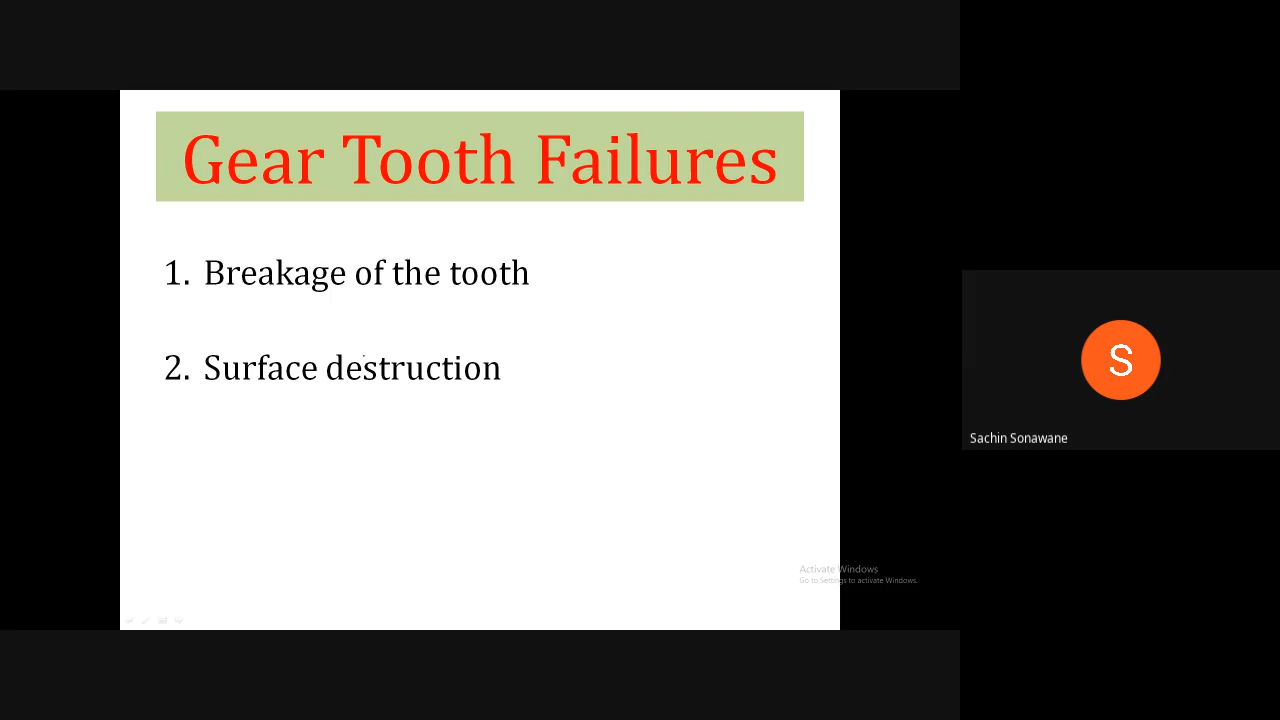 Gear Tooth Failures
1. Breakage of the tooth
2. Surface destruction
S
Sachin Sonawane
Activate Windows
Go to Settings to activate Windows.